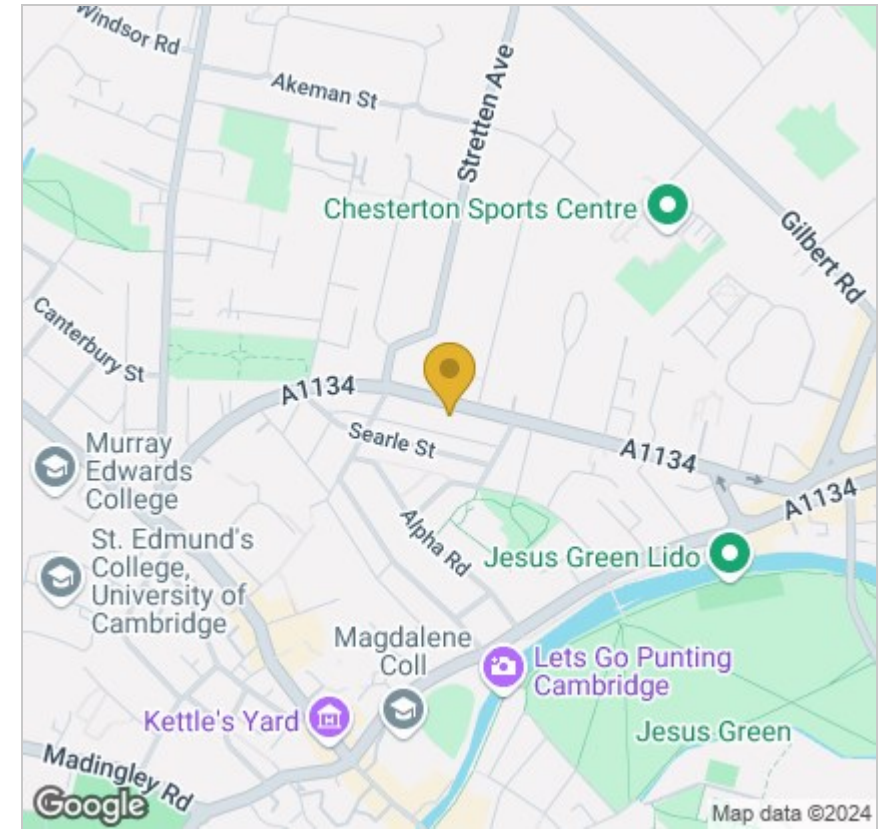 Windsor Rd
Akeman St
Stretten Ave
Chesterton Sports Centre
Gilbert Rd
Canterbury St
A1134
Searle St
A1134
Murray
Edwards
College
A1134
Alpha Rd
St. Edmund's
College,
University of
Cambridge
Jesus Green Lido
Magdalene
Coll
Lets Go Punting
Cambridge
Kettle's Yard
Jesus Green
Madingley Rd
Google
Map data ©2024